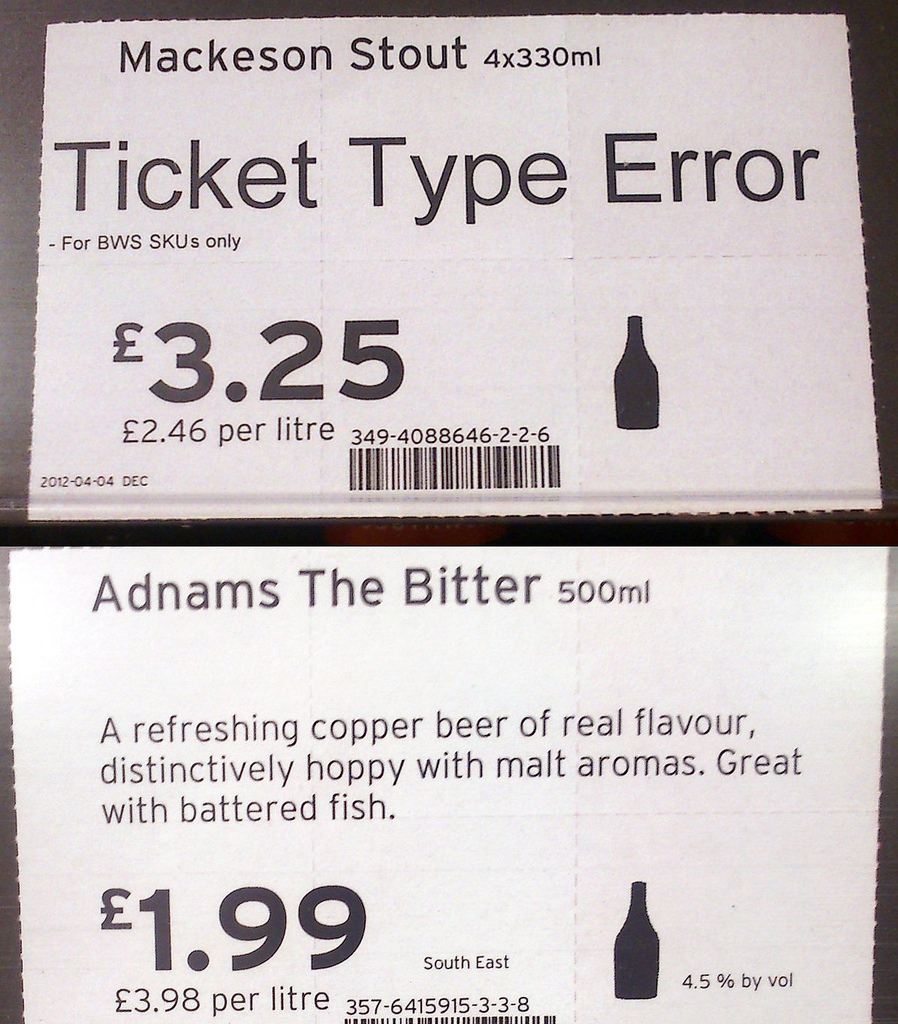 Mackeson Stout 4x330ml
Ticket Type Error
- For BWS SKUs only
£3.25
£2.46 per litre 349-4088646-2-2-6
2012-04-04 DEC
Adnams The Bitter 500ml
A refreshing copper beer of real flavour,
distinctively hoppy with malt aromas. Great
with battered fish.
£1.99
South East
4.5 % by vol
£3.98 per litre 357-6415915-3-3-8